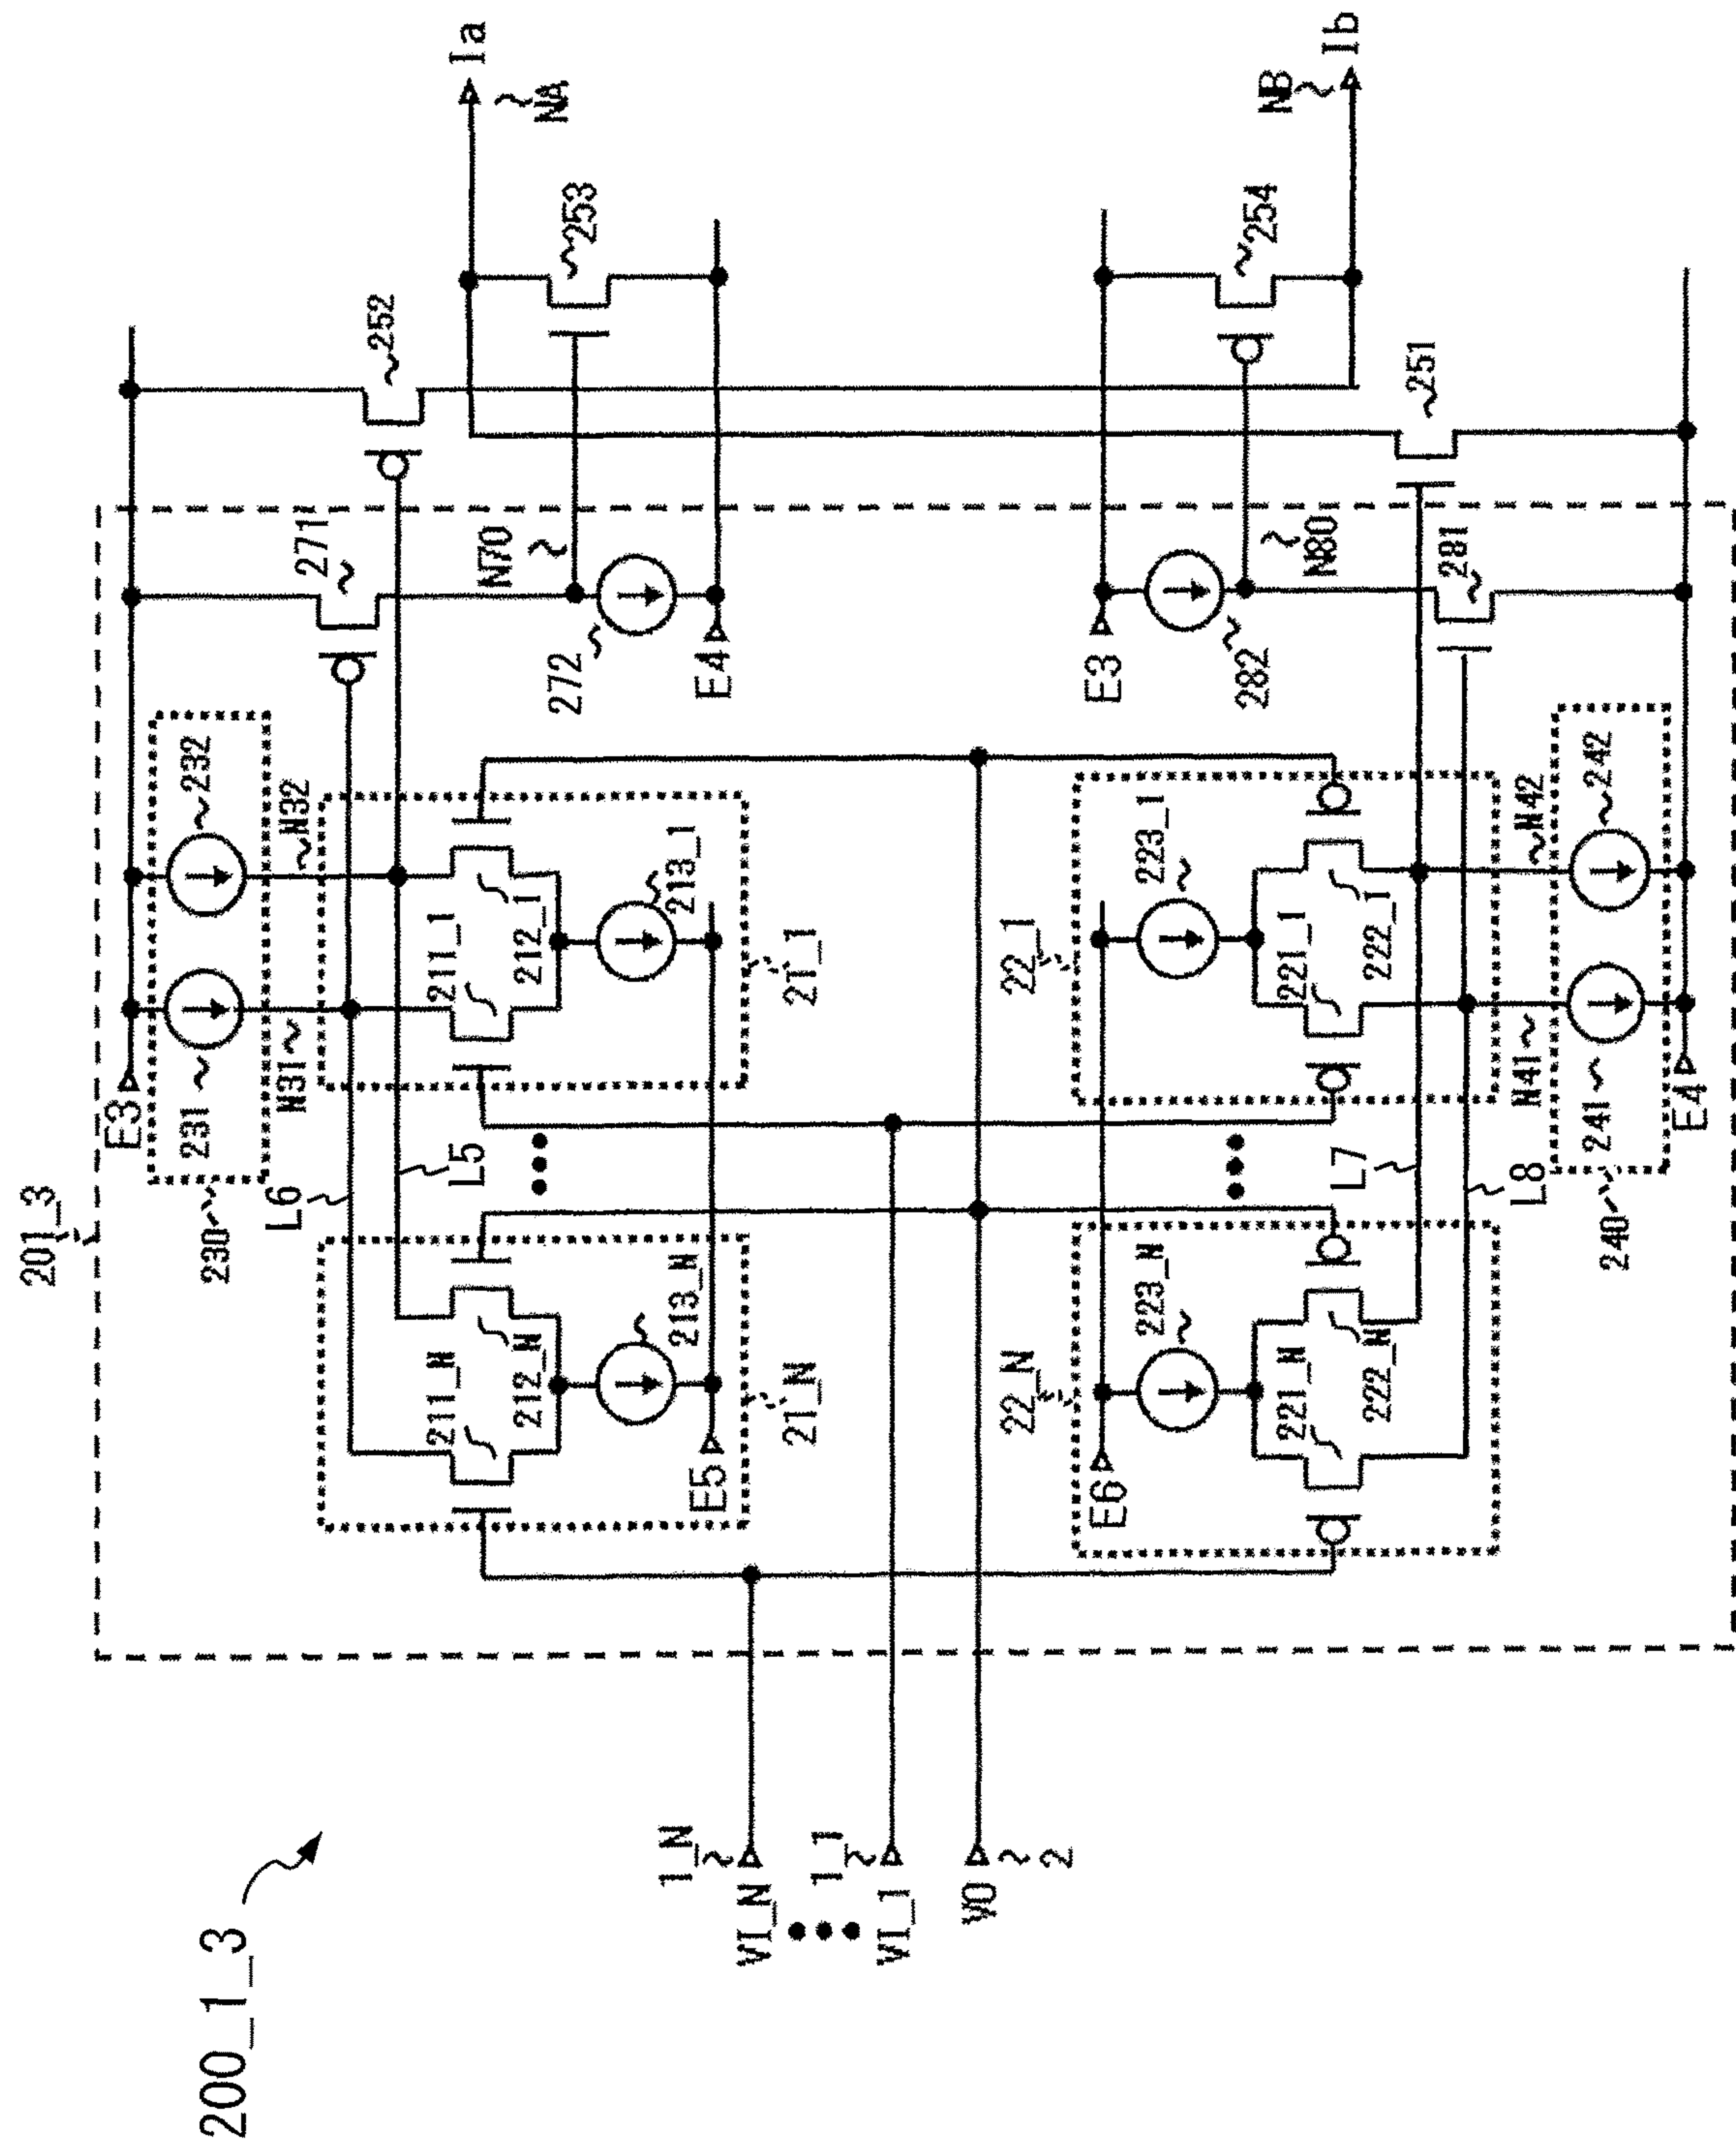 200_1_3
201_3
E3
231
232
230
N31
N32
L6
L5
271
252
Ia
NA
253
N70
272
E4
211_N
212_N
213_N
21_N
E5
211_1
212_1
213_1
21_1
1_N
VI_N
1_1
VI_1
VO
2
E6
22_N
223_N
221_N
222_N
22_1
223_1
221_1
222_1
E3
282
N80
254
NB
Ib
251
281
L7
L8
N41
N42
241
242
240
E4